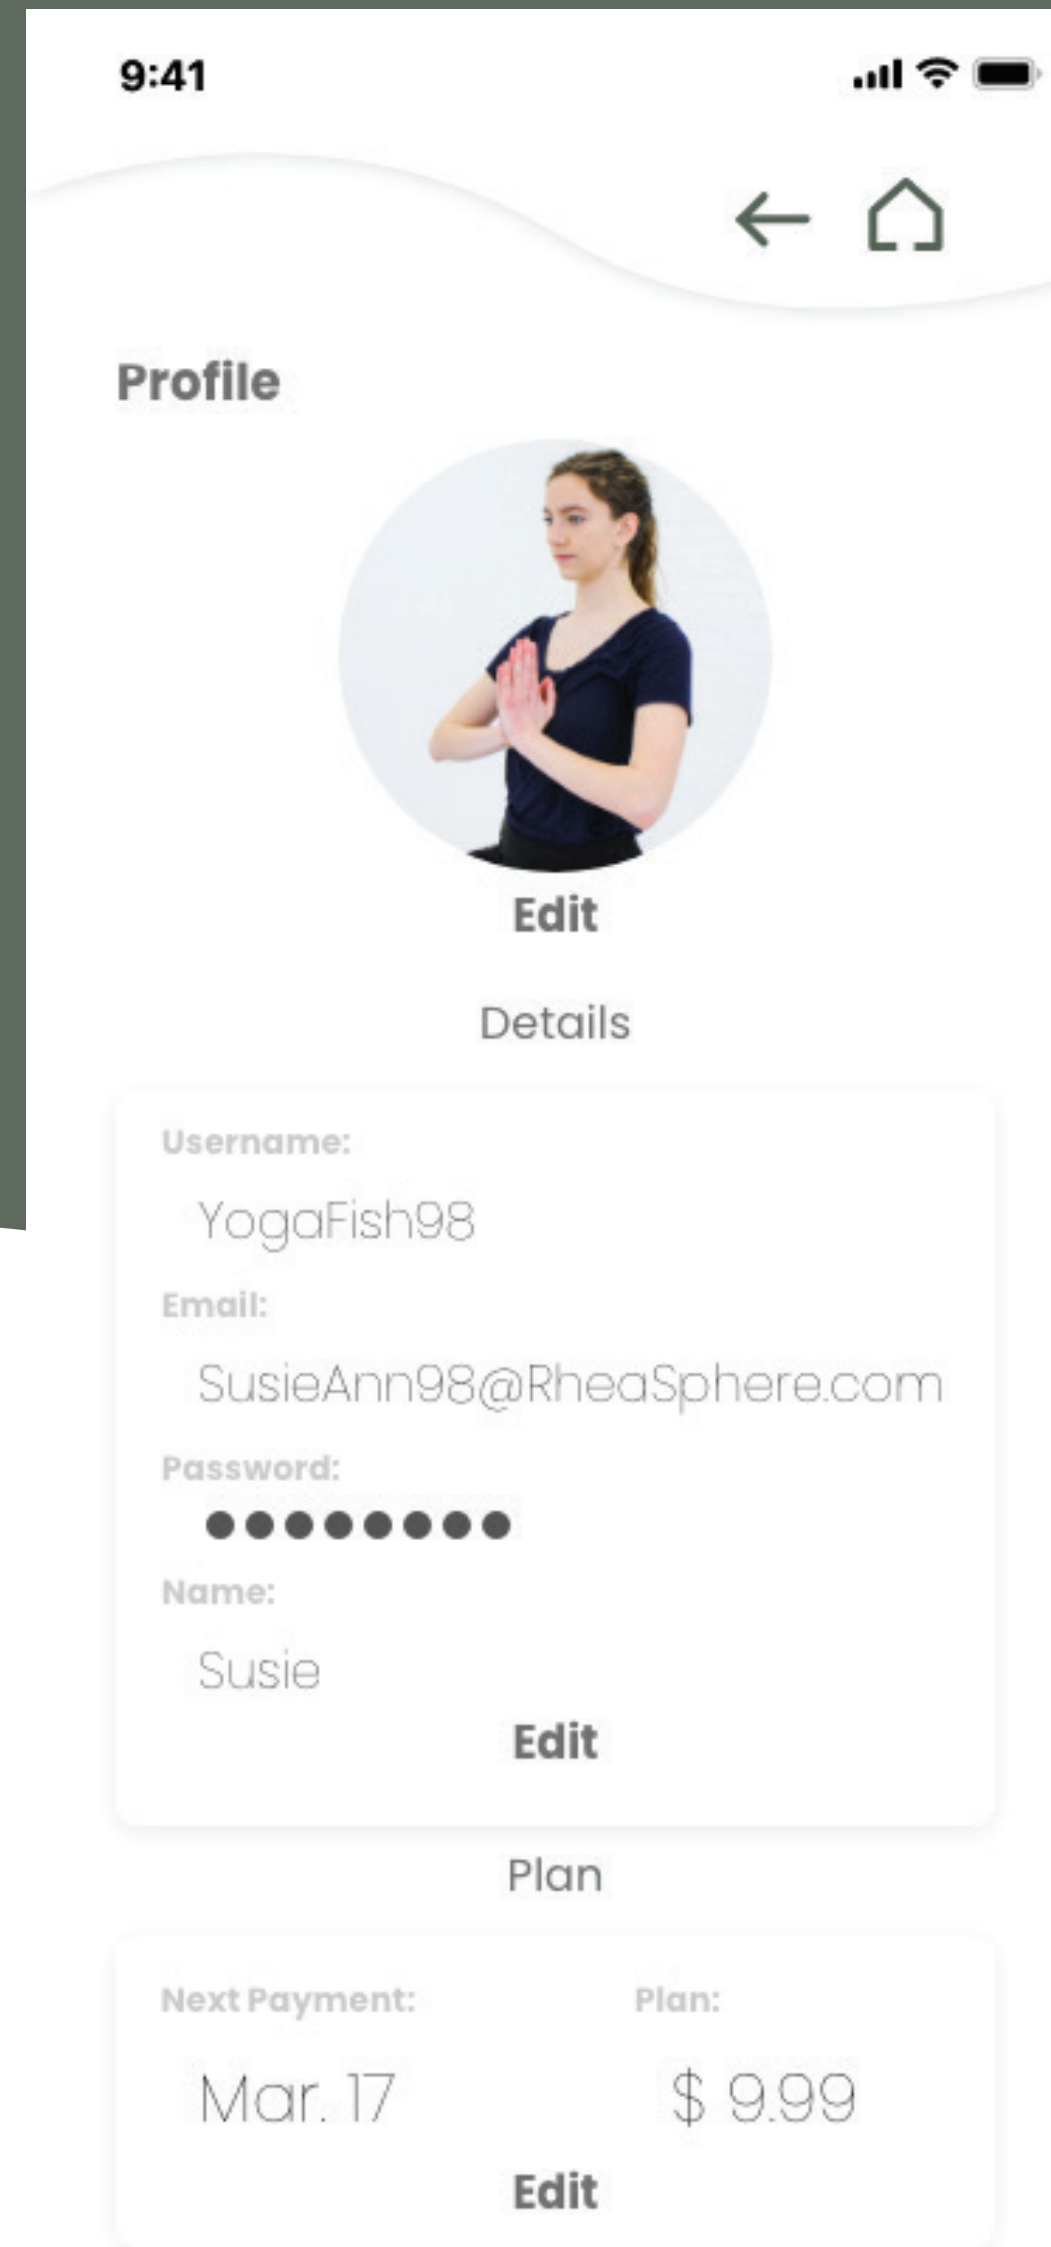 9:41
Profile
Edit
Details
Username:
YogaFish98
Email:
SusieAnn98@RheaSphere.com
Password:
●●●●●●●●
Name:
Susie
Edit
Plan
Next Payment: Plan:
Mar. 17 $ 9.99
Edit